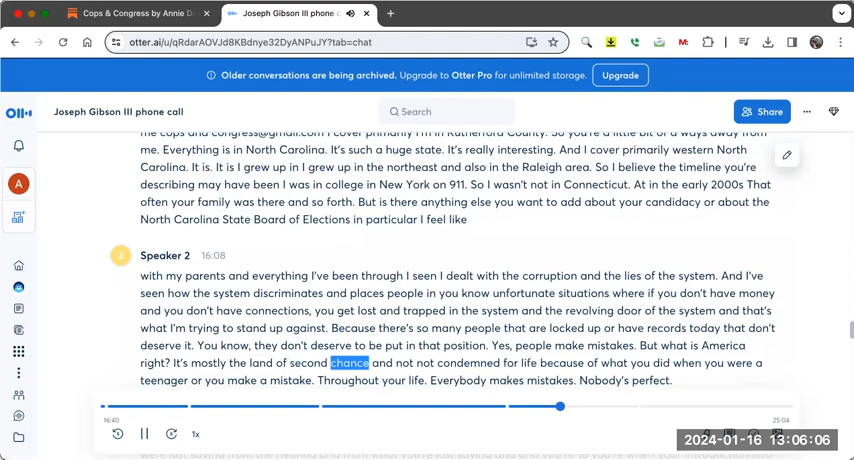 Cops & Congress by Annie D
Joseph Gibson III phone c
otter.ai/u/qRdarAOVJd8KBdnye32DyANPuJY?tab=chat
Older conversations are being archived. Upgrade to Otter Pro for unlimited storage. Upgrade
Joseph Gibson III phone call
Search
Share
A
me cops and congress@gmail.com I cover primarily I'm in Rutherford County. So you're a little bit of a ways away from
me. Everything is in North Carolina. It's such a huge state. It's really interesting. And I cover primarily western North
Carolina. It is. It is I grew up in I grew up in the northeast and also in the Raleigh area. So I believe the timeline you're
describing may have been I was in college in New York on 911. So I wasn't not in Connecticut. At in the early 2000s That
often your family was there and so forth. But is there anything else you want to add about your candidacy or about the
North Carolina State Board of Elections in particular I feel like
2
Speaker 2 16:08
with my parents and everything I've been through I seen I dealt with the corruption and the lies of the system. And I've
seen how the system discriminates and places people in you know unfortunate situations where if you don't have money
and you don't have connections, you get lost and trapped in the system and the revolving door of the system and that's
what I'm trying to stand up against. Because there's so many people that are locked up or have records today that don't
deserve it. You know, they don't deserve to be put in that position. Yes, people make mistakes. But what is America
right? It's mostly the land of second chance and not not condemned for life because of what you did when you were a
teenager or you make a mistake. Throughout your life. Everybody makes mistakes. Nobody's perfect.
16:40
25:04
1x
2024-01-16 13:06:06